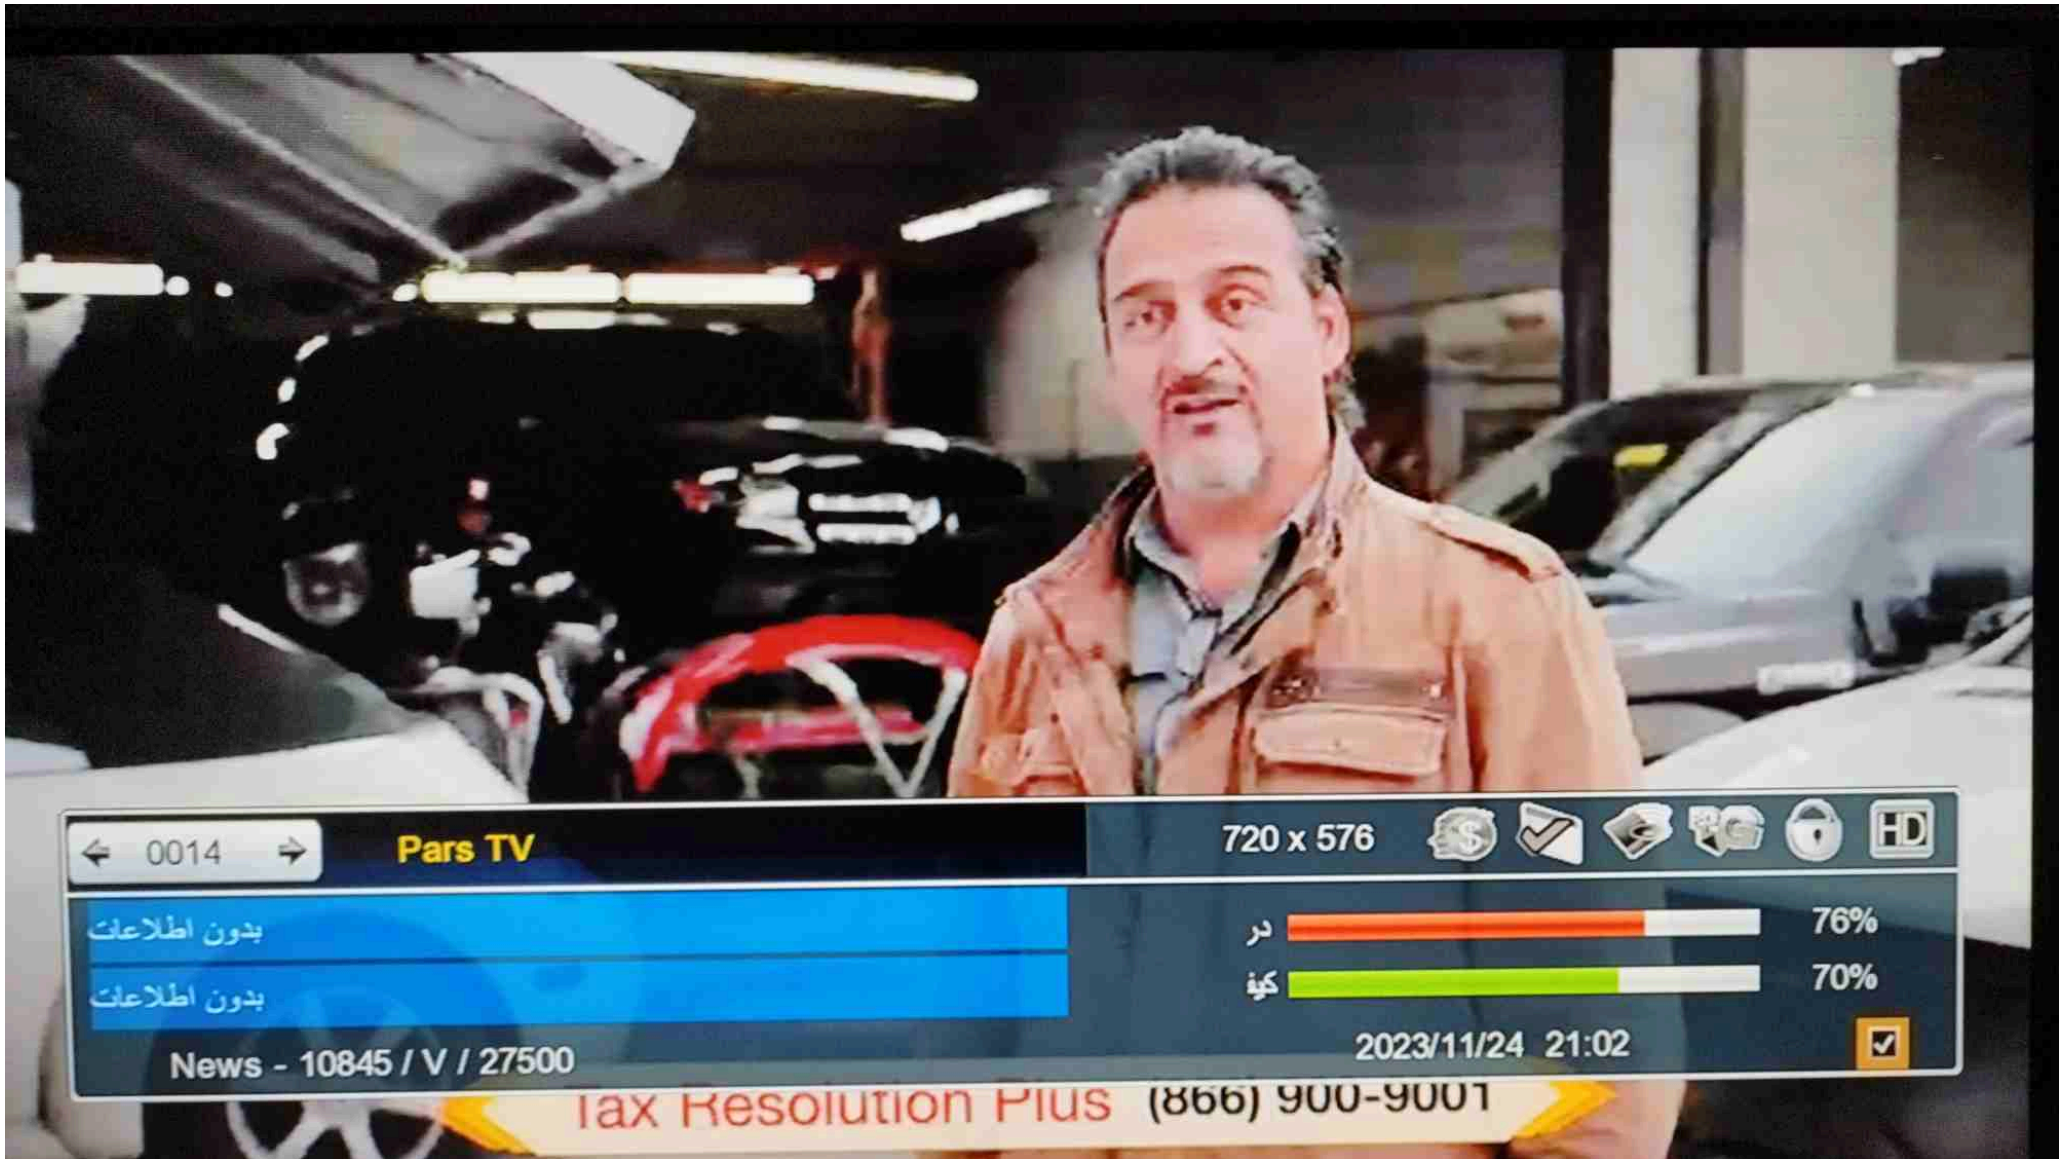 0014 Pars TV 720 x 576 HD
بدون اطلاعات
در 76%
بدون اطلاعات
کیف 70%
News - 10845 / V / 27500 2023/11/24 21:02
Tax Resolution Plus (866) 900-9001